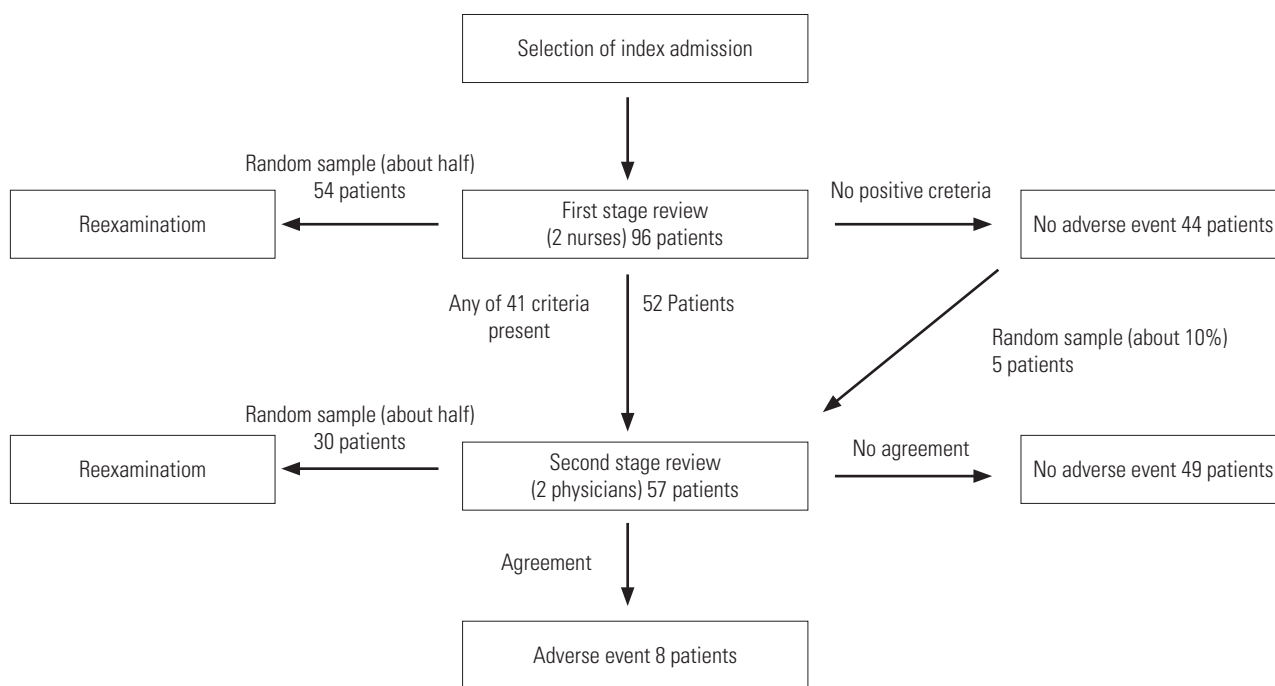 Selection of index admission
Random sample (about half)
54 patients
No positive creteria
Reexaminatiom
First stage review
(2 nurses) 96 patients
No adverse event 44 patients
Any of 41 criteria
present
52 Patients
Random sample (about 10%)
5 patients
Random sample (about half)
30 patients
No agreement
Reexaminatiom
Second stage review
(2 physicians) 57 patients
No adverse event 49 patients
Agreement
Adverse event 8 patients